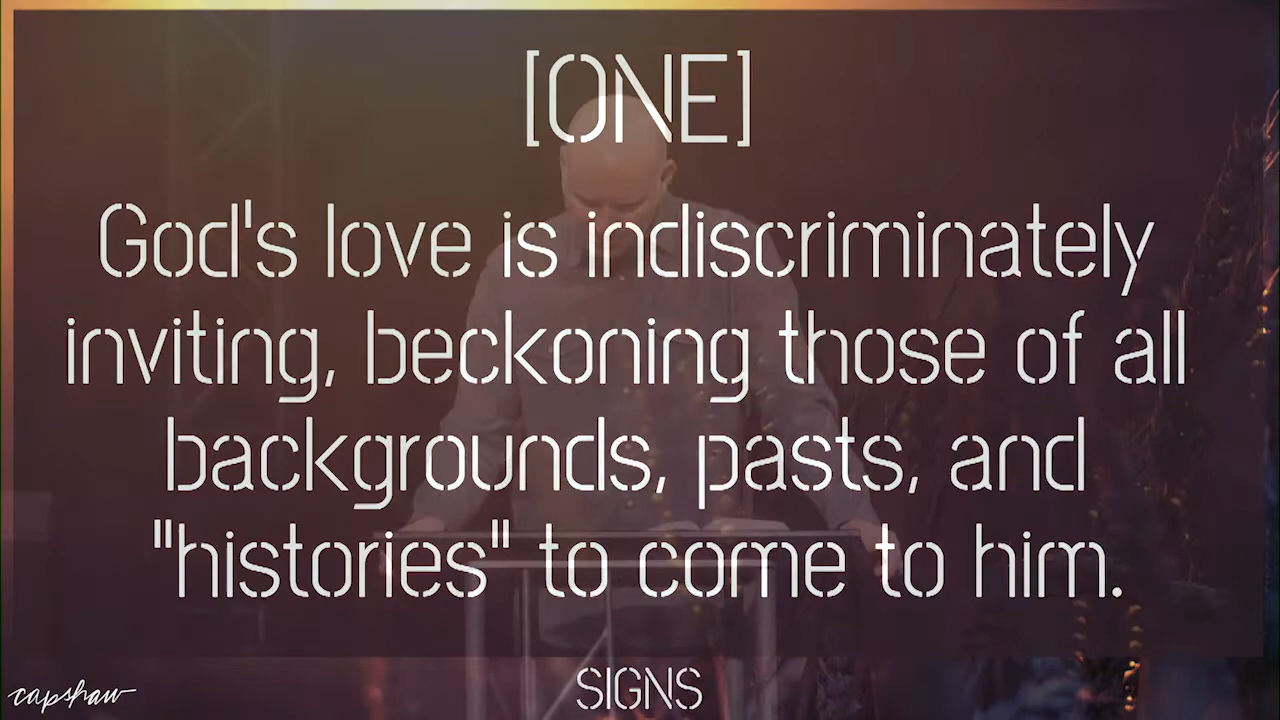 [ONE]
God's love is indiscriminately
inviting, beckoning those of all
backgrounds, pasts, and
"histories" to come to him.
SIGNS
capshaw